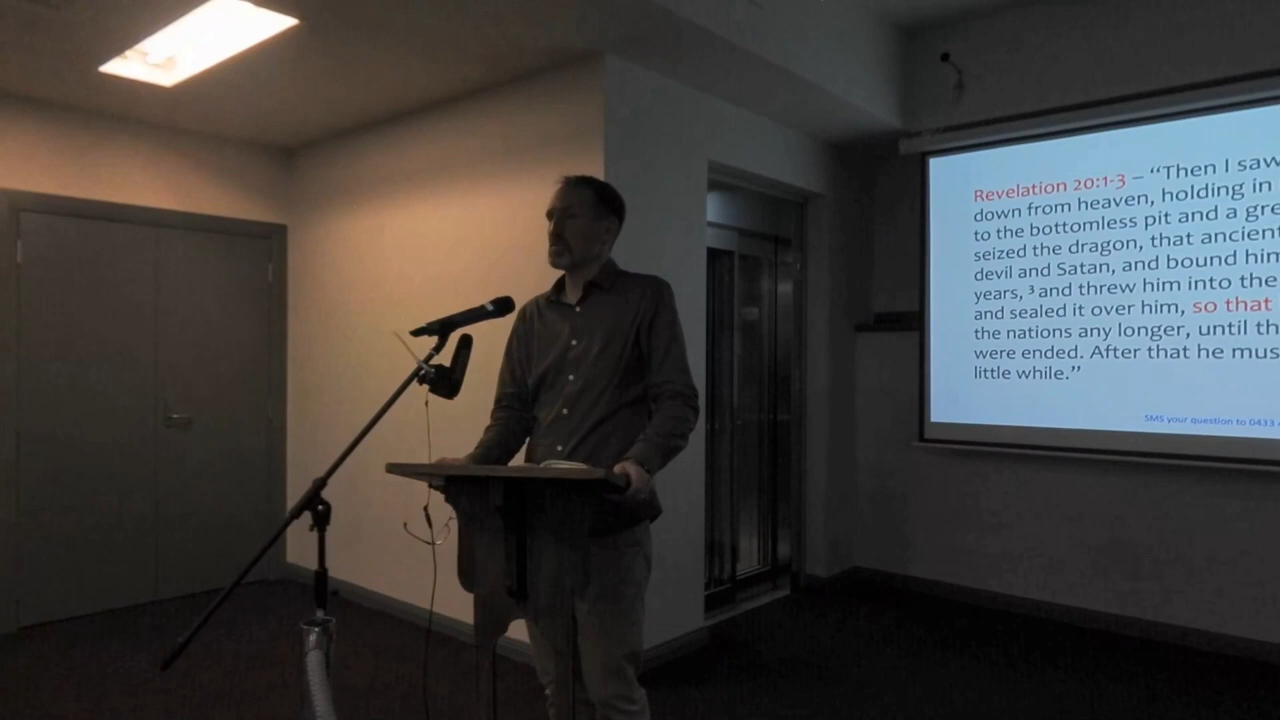 Revelation 20:1-3 – “Then I saw
down from heaven, holding in
to the bottomless pit and a gre
seized the dragon, that ancient
devil and Satan, and bound him
years, ³ and threw him into the
and sealed it over him, so that
the nations any longer, until th
were ended. After that he mus
little while.”
SMS your question to 0433